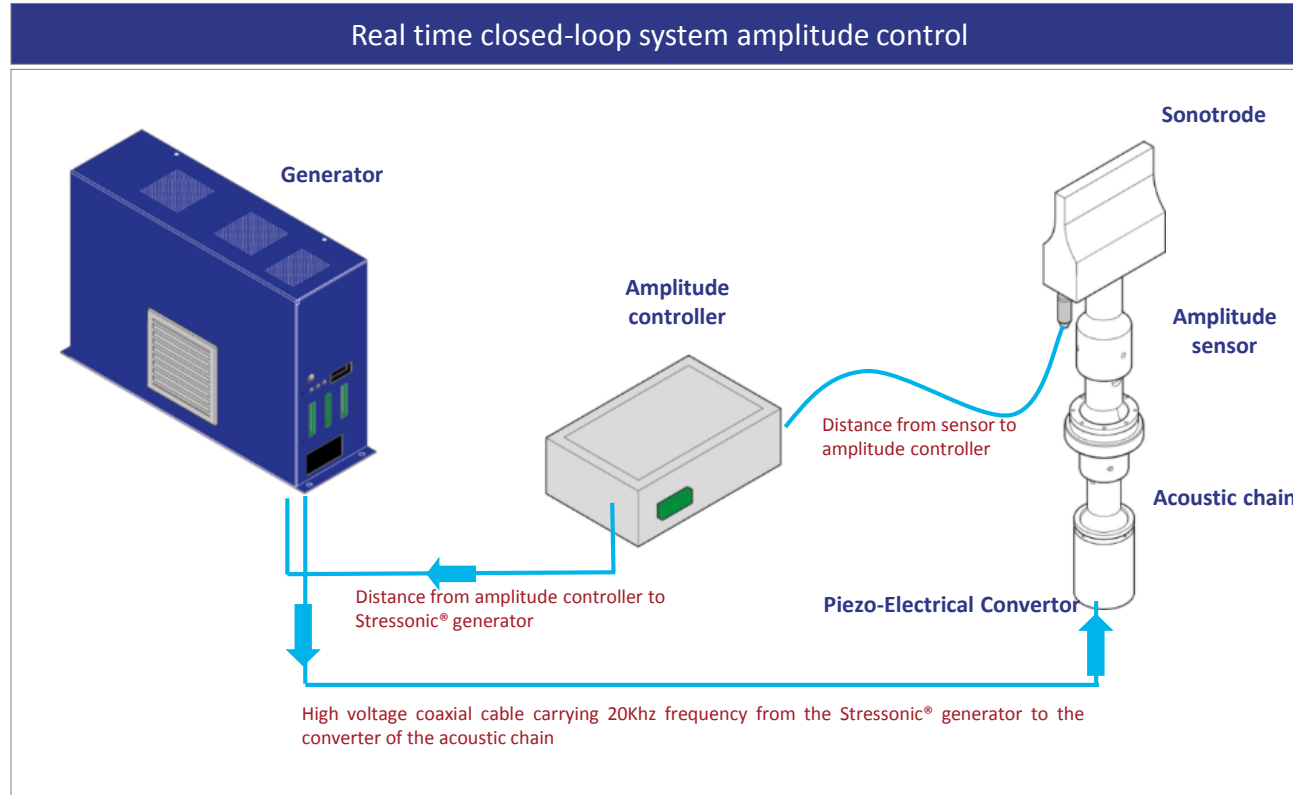 Real time closed-loop system amplitude control
Sonotrode
Generator
Amplitude
controller
Amplitude
sensor
Distance from sensor to
amplitude controller
Acoustic chain
Distance from amplitude controller to
Stressonic® generator
Piezo-Electrical Convertor
High voltage coaxial cable carrying 20Khz frequency from the Stressonic® generator to the
converter of the acoustic chain